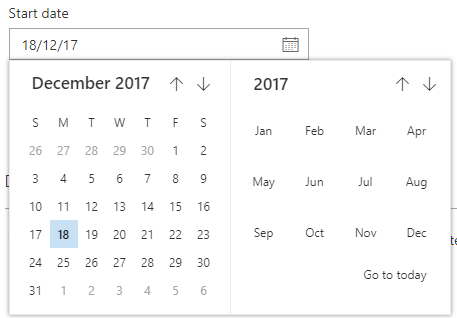 Start date
18/12/17
December 2017
S M T W T F S
26 27 28 29 30 1 2
3 4 5 6 7 8 9
10 11 12 13 14 15 16
17 18 19 20 21 22 23
24 25 26 27 28 29 30
31 1 2 3 4 5 6
2017
Jan Feb Mar Apr
May Jun Jul Aug
Sep Oct Nov Dec
Go to today